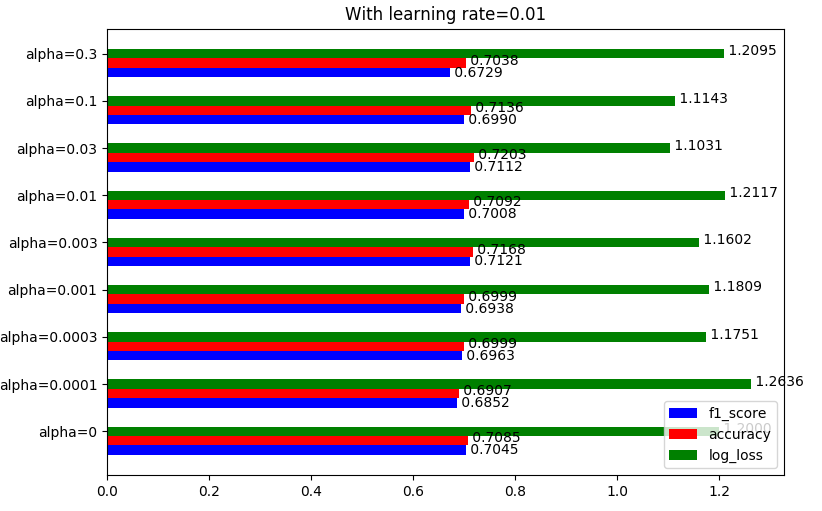 With learning rate=0.01
alpha=0.3
1.2095
0.7038
0.6729
alpha=0.1
1.1143
0.7136
0.6990
alpha=0.03
1.1031
0.7203
0.7112
alpha=0.01
1.2117
0.7092
0.7008
alpha=0.003
1.1602
0.7168
0.7121
alpha=0.001
1.1809
0.6999
0.6938
alpha=0.0003
1.1751
0.6999
0.6963
alpha=0.0001
1.2636
0.6907
0.6852
alpha=0
1.2000
0.7085
0.7045
f1_score
accuracy
log_loss
0.0 0.2 0.4 0.6 0.8 1.0 1.2